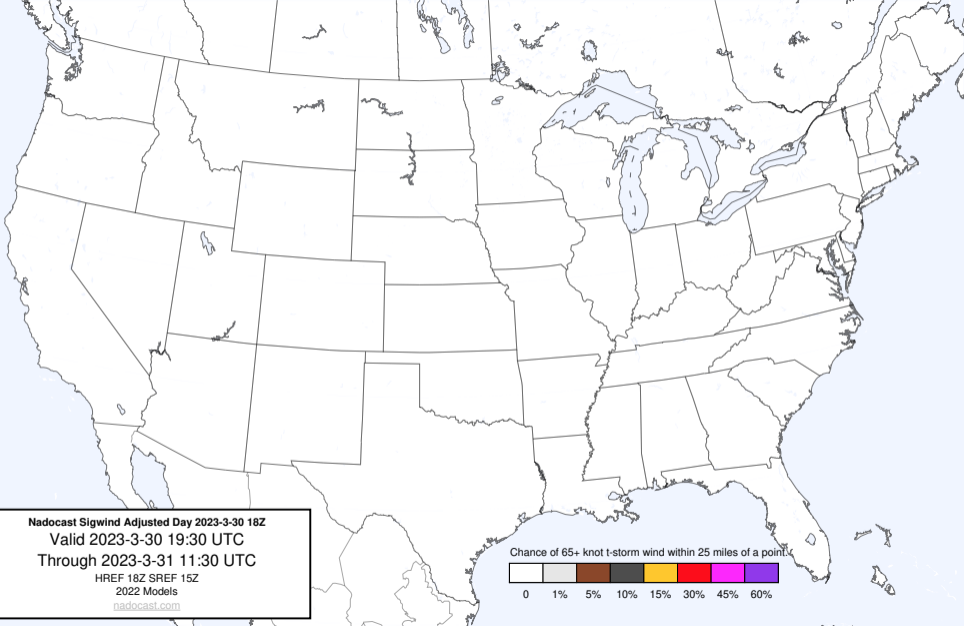 Nadocast Sigwind Adjusted Day 2023-3-30 18Z
Valid 2023-3-30 19:30 UTC
Through 2023-3-31 11:30 UTC
HREF 18Z SREF 15Z
2022 Models
nadocast.com
Chance of 65+ knot t-storm wind within 25 miles of a point.
0 1% 5% 10% 15% 30% 45% 60%